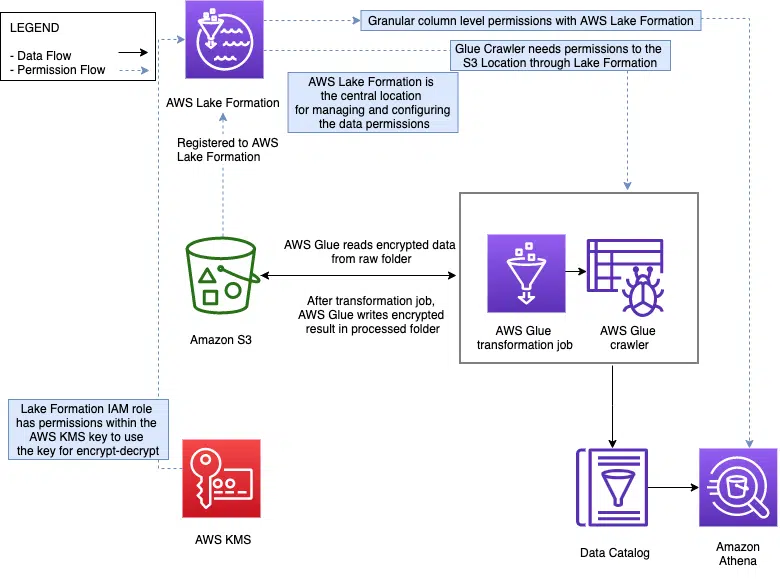 LEGEND
- Data Flow
- Permission Flow
Granular column level permissions with AWS Lake Formation
Glue Crawler needs permissions to the
S3 Location through Lake Formation
AWS Lake Formation
AWS Lake Formation is
the central location
for managing and configuring
the data permissions
Registered to AWS
Lake Formation
AWS Glue reads encrypted data
from raw folder
After transformation job,
AWS Glue writes encrypted
result in processed folder
Amazon S3
AWS Glue
transformation job
AWS Glue
crawler
Lake Formation IAM role
has permissions within the
AWS KMS key to use
the key for encrypt-decrypt
AWS KMS
Data Catalog
Amazon
Athena